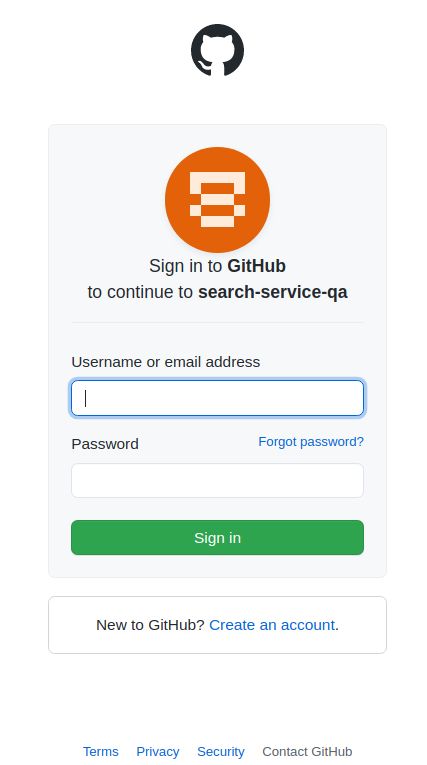 Sign in to GitHub
to continue to search-service-qa
Username or email address
Password
Forgot password?
Sign in
New to GitHub? Create an account.
Terms Privacy Security Contact GitHub